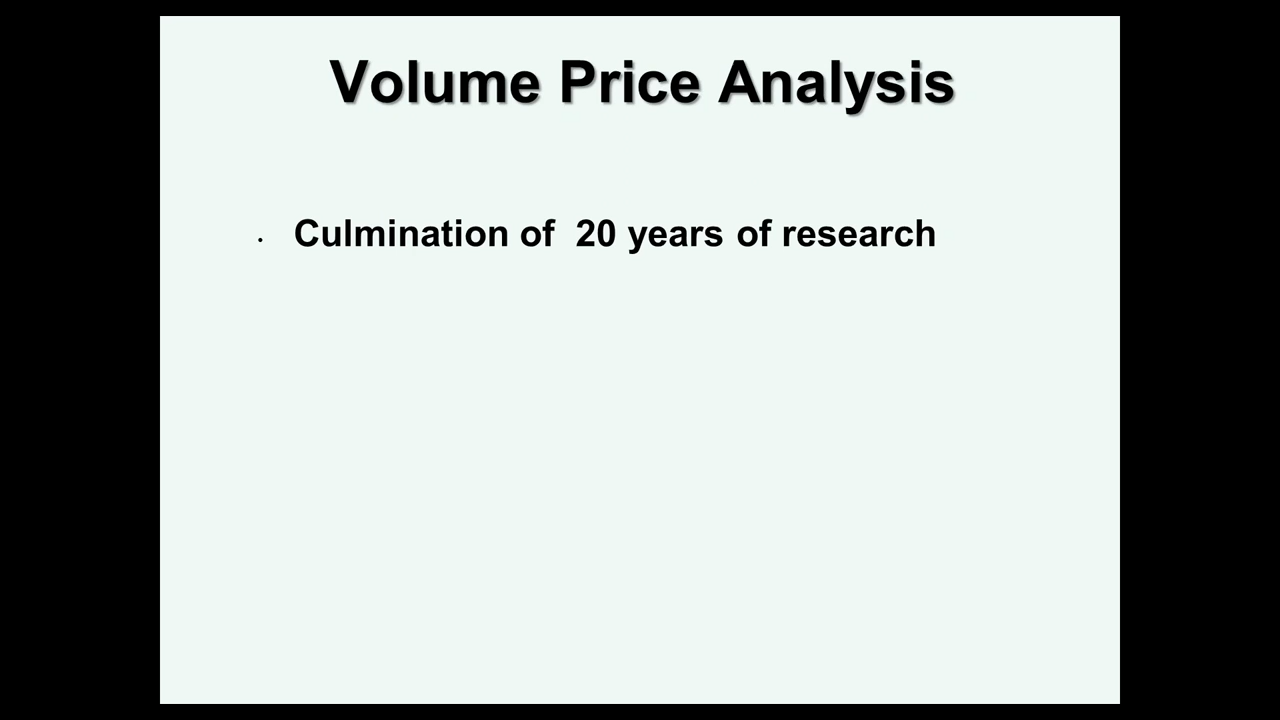 Volume Price Analysis
• Culmination of  20 years of research